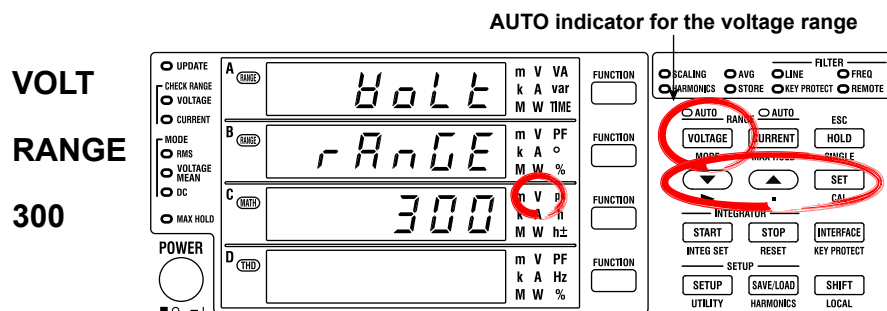 AUTO indicator for the voltage range
VOLT
RANGE
300
UPDATE
CHECK RANGE
VOLTAGE
CURRENT
MODE
RMS
VOLTAGE MEAN
DC
MAX HOLD
POWER
A RANGE VoLt m V VA
k A var
M W TIME
FUNCTION
B RANGE rAnGE m V PF
k A °
M W %
FUNCTION
C MATH 300 m V
k A h
M W h±
FUNCTION
D THD m V PF
k A Hz
M W %
FUNCTION
FILTER
SCALING AVG LINE FREQ
HARMONICS STORE KEY PROTECT REMOTE
AUTO RANGE AUTO ESC
VOLTAGE CURRENT HOLD
MODE MAX HOLD SINGLE
SET
CAL
INTEGRATOR
START STOP INTERFACE
INTEG SET RESET KEY PROTECT
SETUP
SETUP SAVE/LOAD SHIFT
UTILITY HARMONICS LOCAL